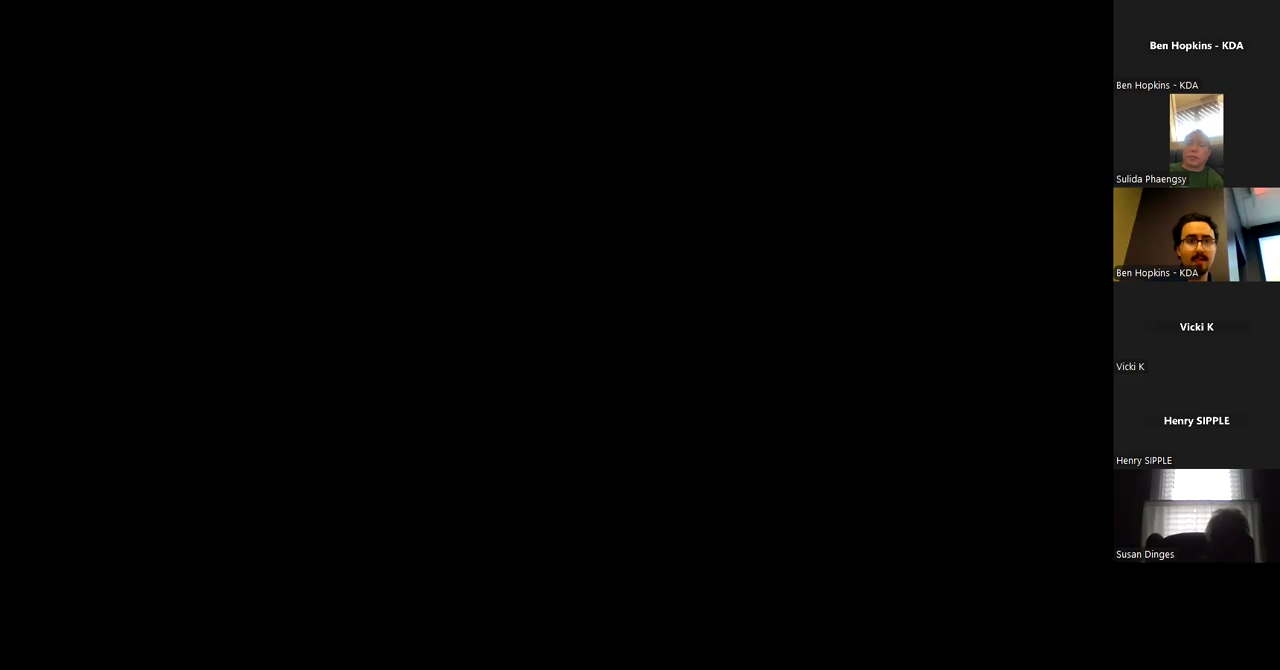 Ben Hopkins - KDA
Ben Hopkins - KDA
Sulida Phaengsy
Ben Hopkins - KDA
Vicki K
Vicki K
Henry SIPPLE
Henry SIPPLE
Susan Dinges